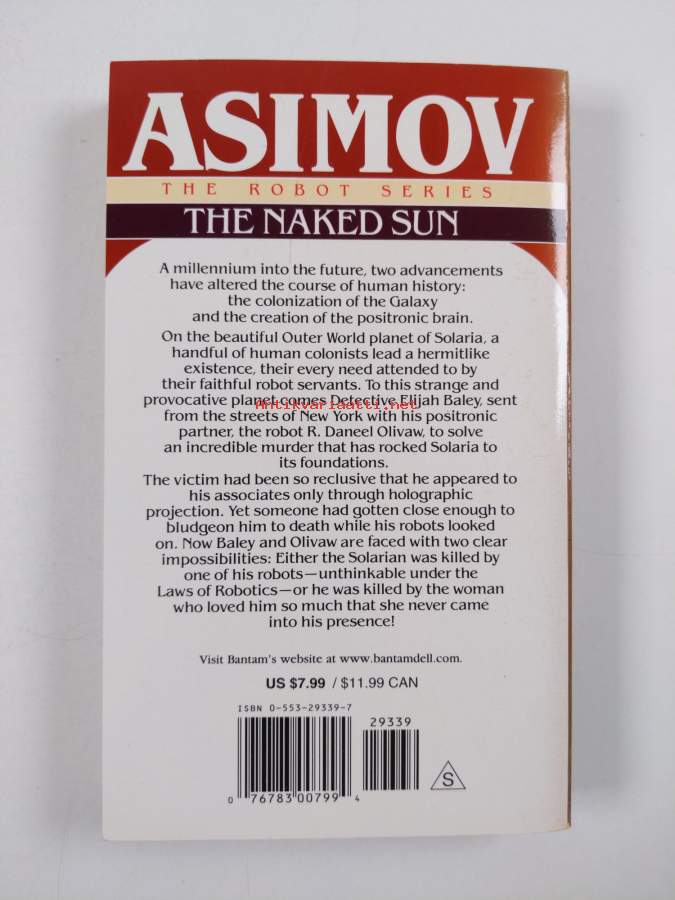 ASIMOV
THE ROBOT SERIES
THE NAKED SUN
A millennium into the future, two advancements
have altered the course of human history:
the colonization of the Galaxy
and the creation of the positronic brain.
On the beautiful Outer World planet of Solaria, a
handful of human colonists lead a hermitlike
existence, their every need attended to by
their faithful robot servants. To this strange and
provocative planet comes Detective Elijah Baley, sent
Antikvariaatti.net
from the streets of New York with his positronic
partner, the robot R. Daneel Olivaw, to solve
an incredible murder that has rocked Solaria to
its foundations.
The victim had been so reclusive that he appeared to
his associates only through holographic
projection. Yet someone had gotten close enough to
bludgeon him to death while his robots looked
on. Now Baley and Olivaw are faced with two clear
impossibilities: Either the Solarian was killed by
one of his robots—unthinkable under the
Laws of Robotics—or he was killed by the woman
who loved him so much that she never came
into his presence!
Visit Bantam's website at www.bantamdell.com.
US $7.99 / $11.99 CAN
ISBN 0-553-29339-7
29339
0 76783 00799 4
S